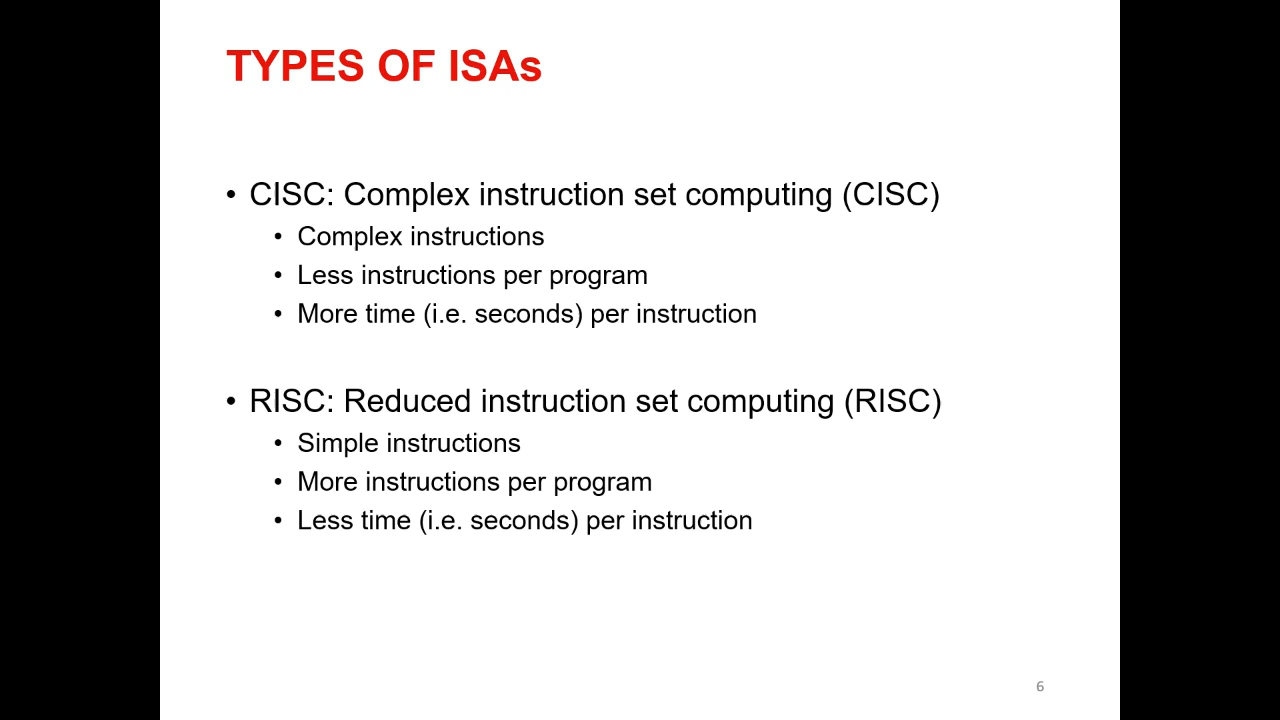 TYPES OF ISAs
• CISC: Complex instruction set computing (CISC)
• Complex instructions
• Less instructions per program
• More time (i.e. seconds) per instruction
• RISC: Reduced instruction set computing (RISC)
• Simple instructions
• More instructions per program
• Less time (i.e. seconds) per instruction
6